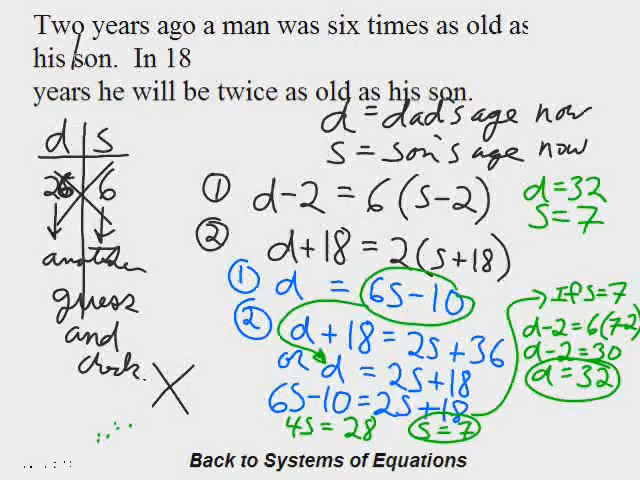 Two years ago a man was six times as old as
his son. In 18
years he will be twice as old as his son.
d = dad's age now
s = son's age now
d s
6
another
guess
and
check.
① d-2 = 6(s-2)
② d+18 = 2(s+18)
d=32
s=7
① d = 6s-10
② d+18 = 2s+36
or d = 2s+18
6s-10=2s+18
4s = 28 s=7
If s=7
d-2=6(7-2)
d-2=30
d=32
Back to Systems of Equations